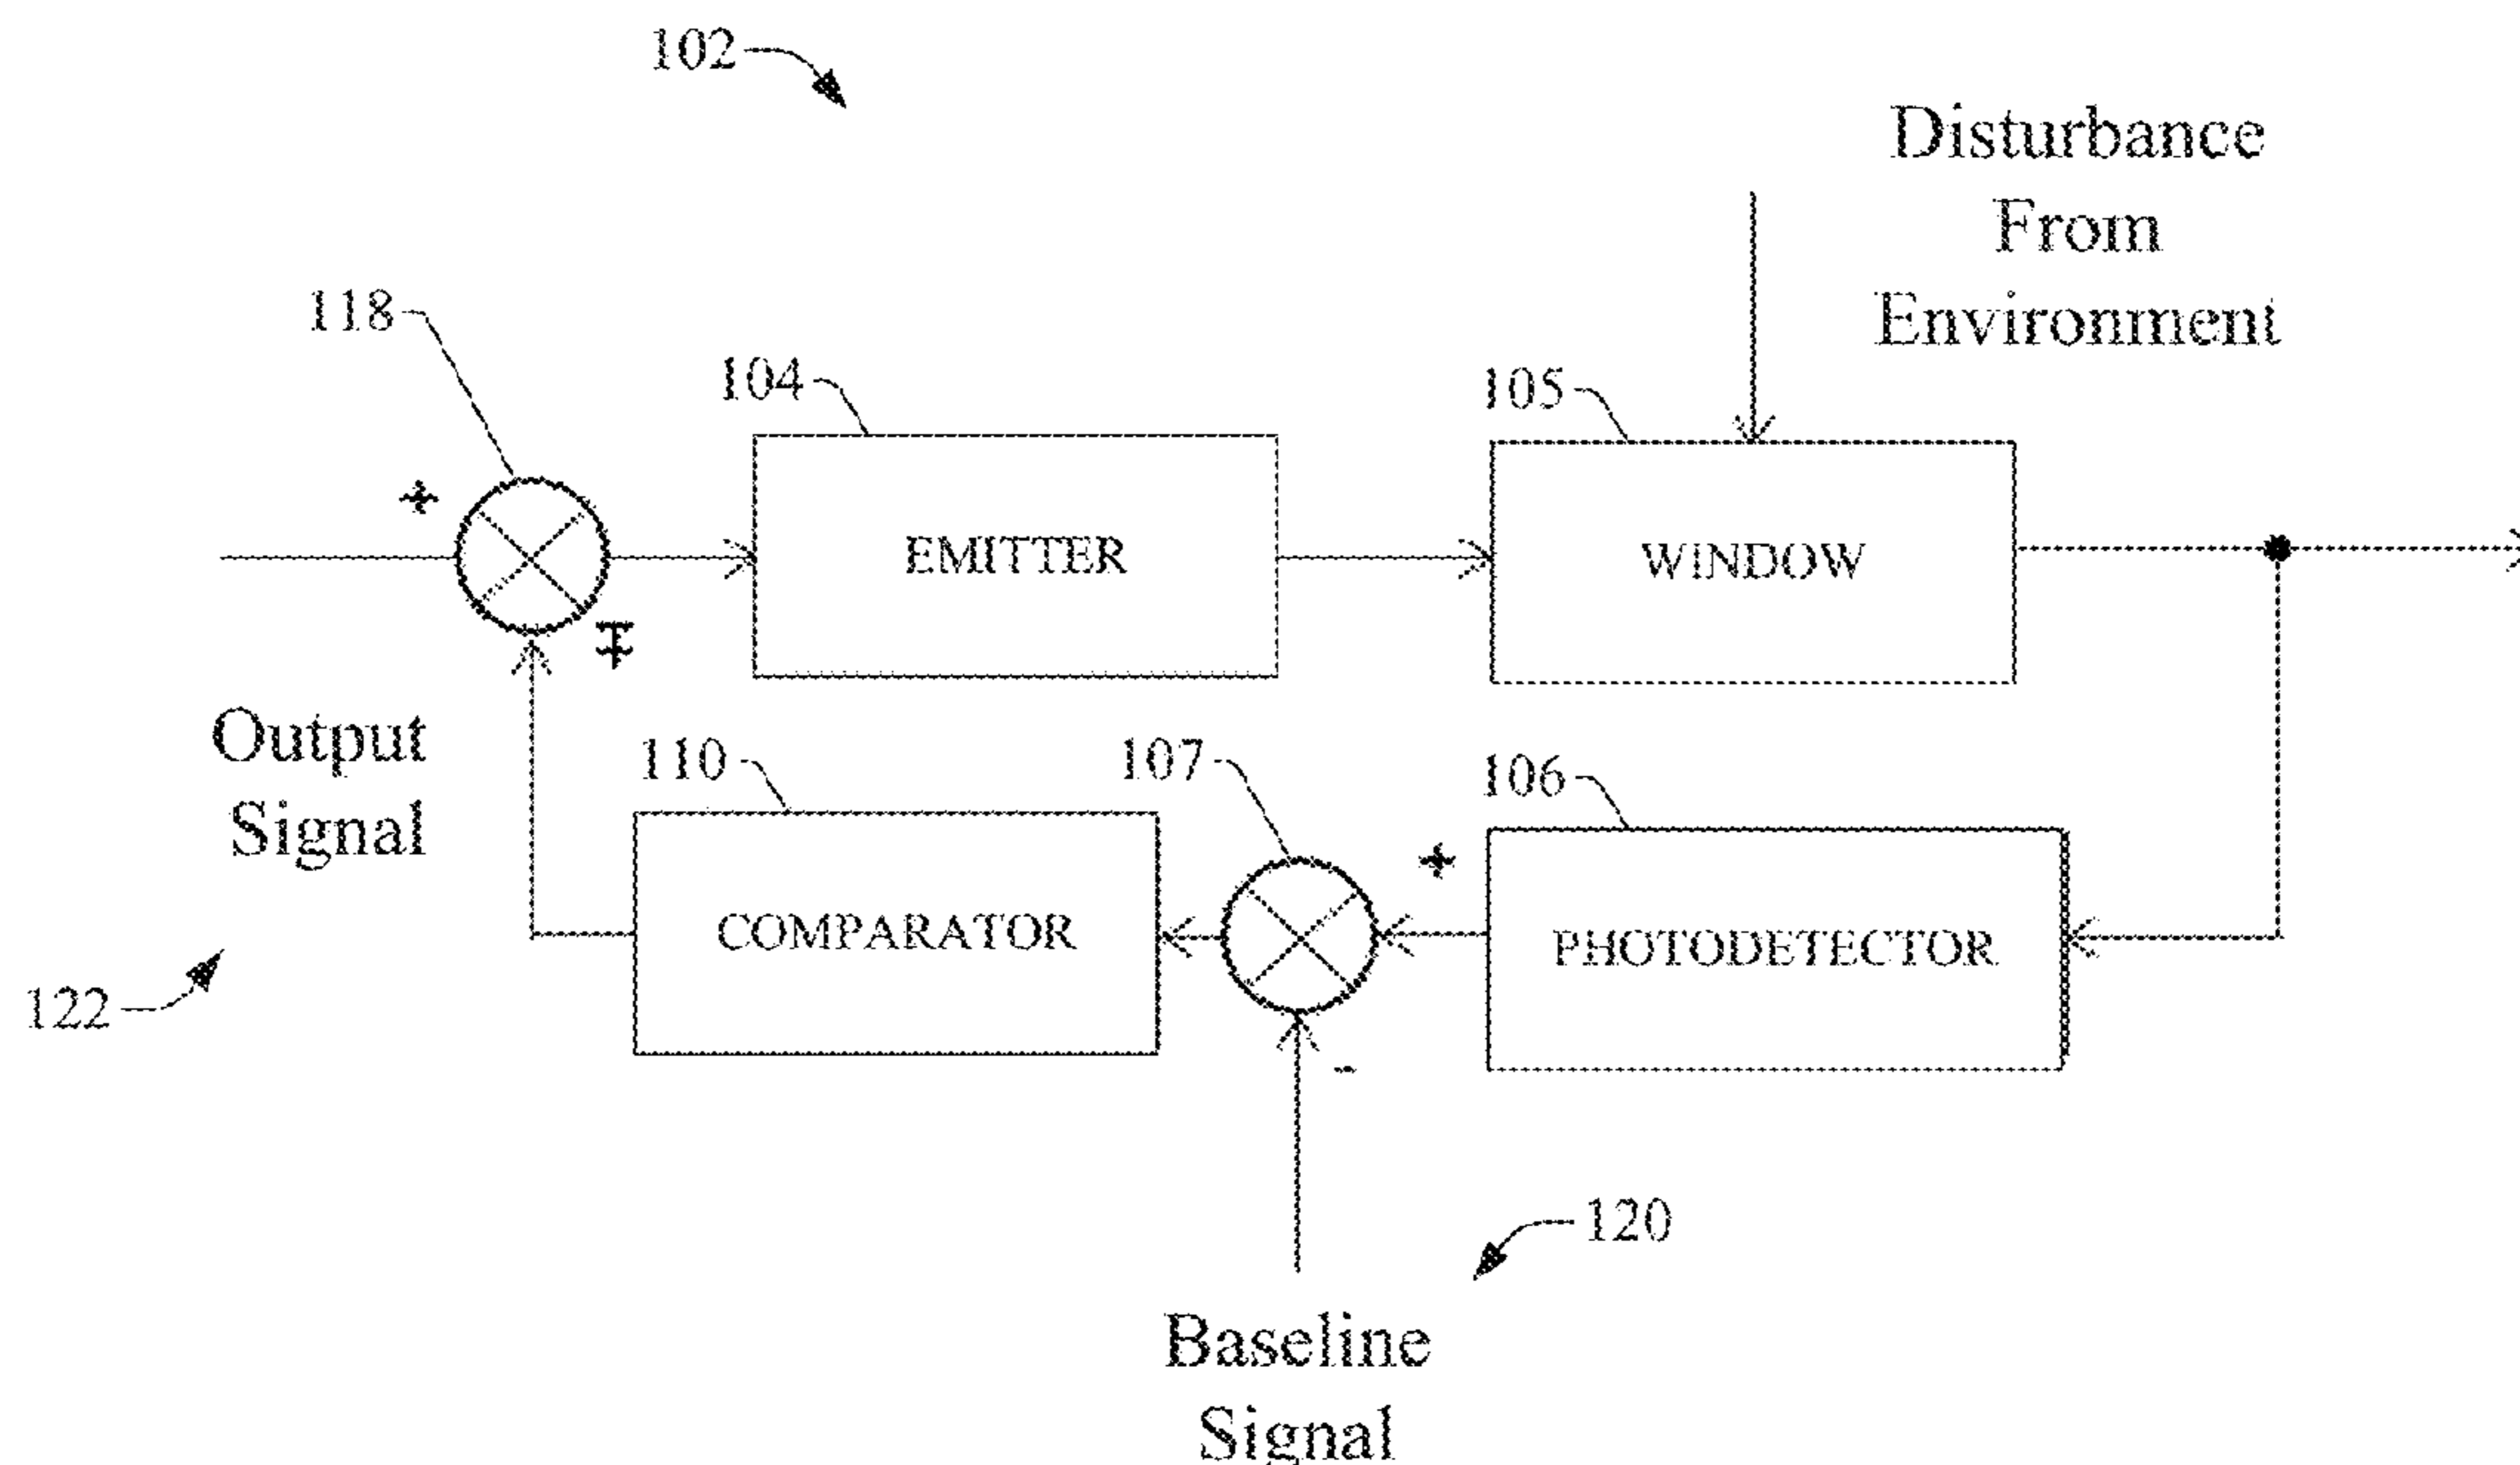 102
Disturbance
From
Environment
118
104
105
+
EMITTER
WINDOW
∓
Output
Signal
110
107
106
+
COMPARATOR
PHOTODETECTOR
122
-
120
Baseline
Signal